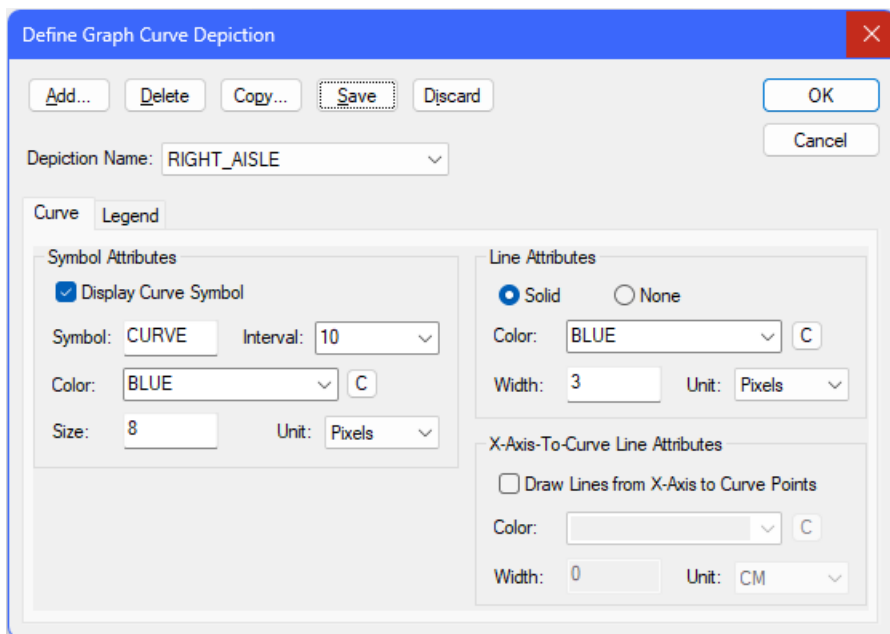 Define Graph Curve Depiction
Add... Delete Copy... Save Discard OK
Cancel
Depiction Name: RIGHT_AISLE
Curve Legend
Symbol Attributes
Display Curve Symbol
Symbol: CURVE Interval: 10
Color: BLUE C
Size: 8 Unit: Pixels
Line Attributes
Solid None
Color: BLUE C
Width: 3 Unit: Pixels
X-Axis-To-Curve Line Attributes
Draw Lines from X-Axis to Curve Points
Color: C
Width: 0 Unit: CM